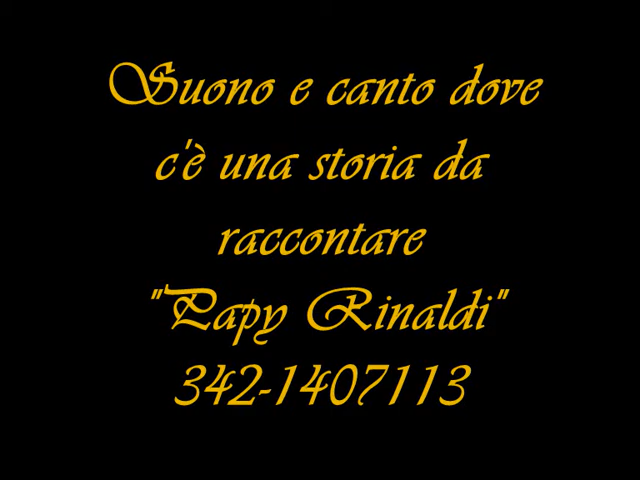 Suono e canto dove
c'è una storia da
raccontare
"Papy Rinaldi"
342-1407113